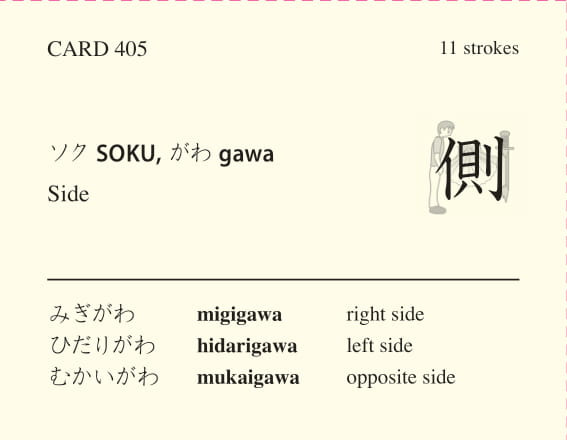 CARD 405 11 strokes
ソク SOKU, がわ gawa
側
Side
みぎがわ migigawa right side
ひだりがわ hidarigawa left side
むかいがわ mukaigawa opposite side